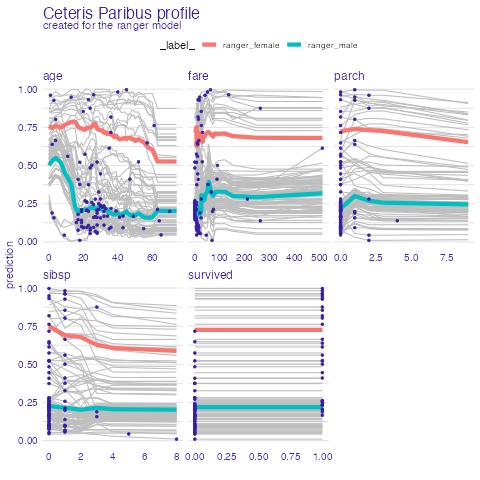 Ceteris Paribus profile
created for the ranger model
_label_ ranger_female ranger_male
age fare parch
1.00
0.75
0.50
0.25
0.00
0 20 40 60 0 100 200 300 400 500 0.0 2.5 5.0 7.5
prediction
sibsp survived
1.00
0.75
0.50
0.25
0.00
0 2 4 6 8 0.00 0.25 0.50 0.75 1.00